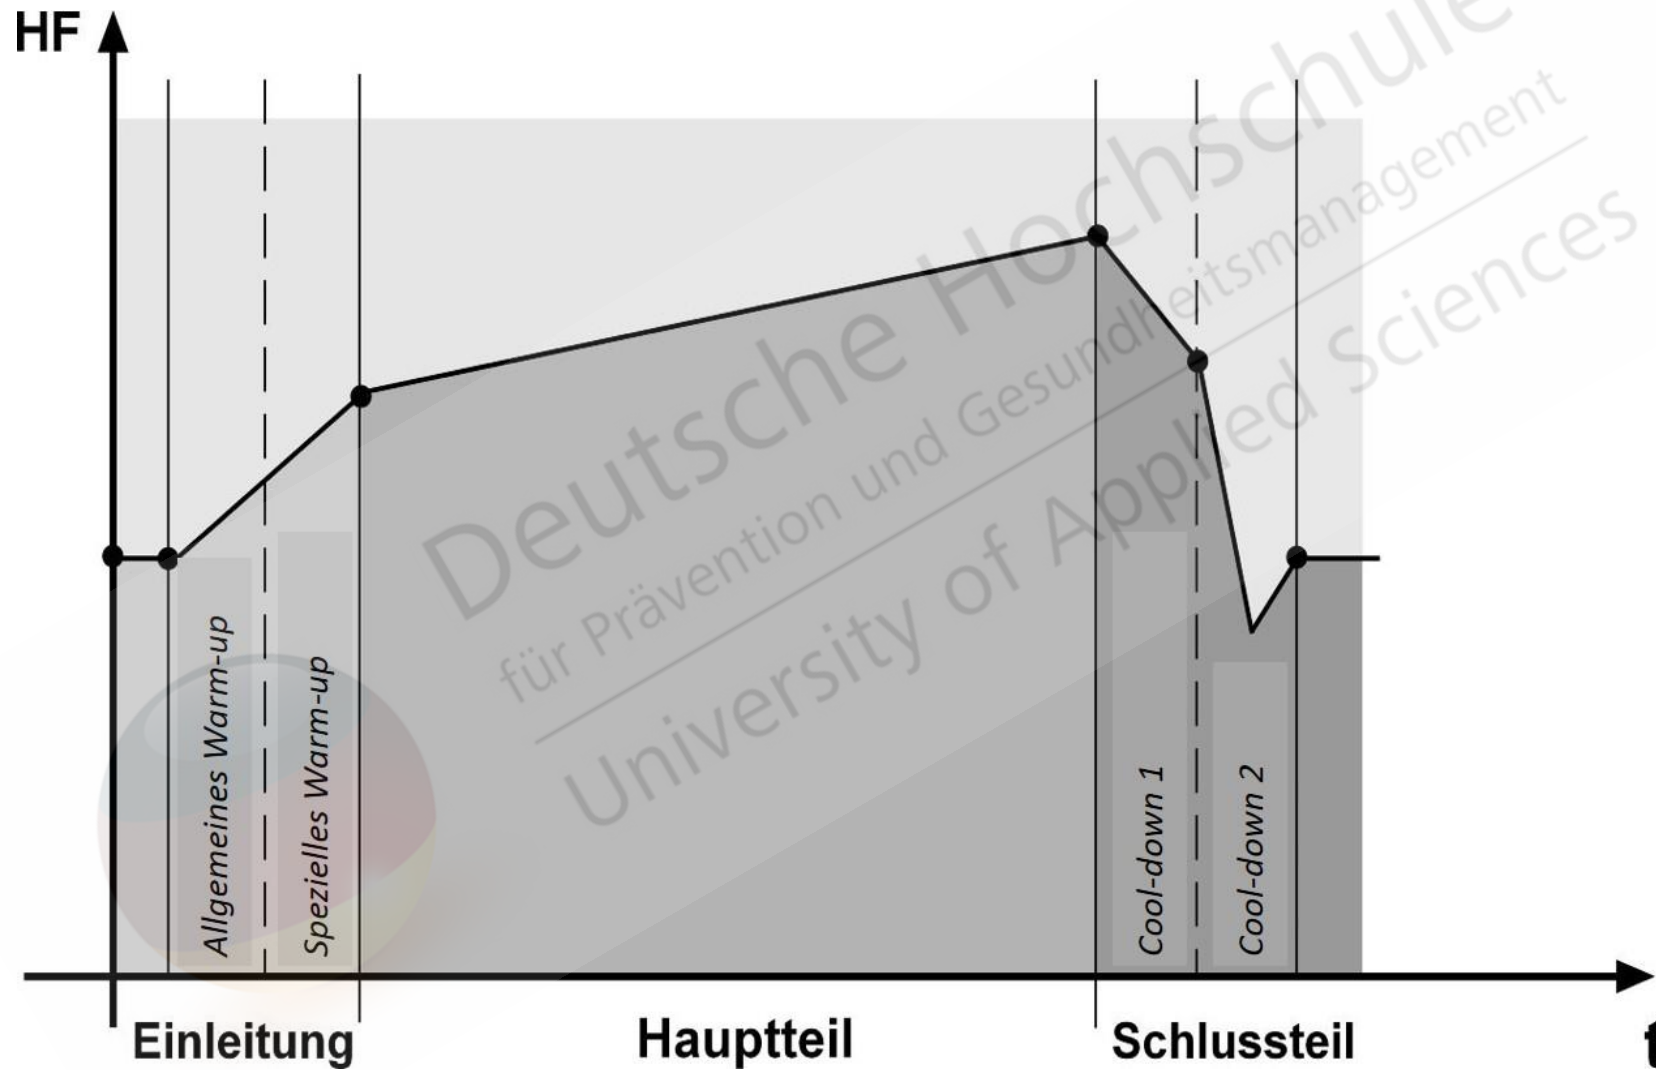 HF
Deutsche Hochschule
für Prävention und Gesundheitsmanagement
University of Applied Sciences
Allgemeines Warm-up
Spezielles Warm-up
Cool-down 1
Cool-down 2
Einleitung
Hauptteil
Schlussteil
t